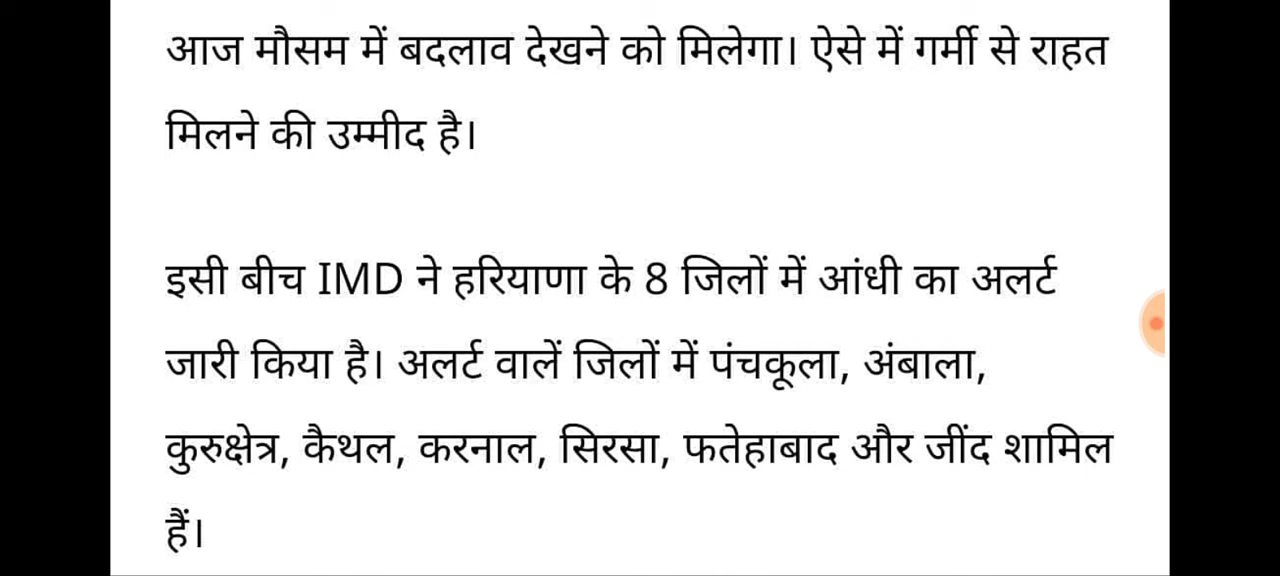 आज मौसम में बदलाव देखने को मिलेगा। ऐसे में गर्मी से राहत
मिलने की उम्मीद है।
इसी बीच IMD ने हरियाणा के 8 जिलों में आंधी का अलर्ट
जारी किया है। अलर्ट वालें जिलों में पंचकूला, अंबाला,
कुरुक्षेत्र, कैथल, करनाल, सिरसा, फतेहाबाद और जींद शामिल
हैं।